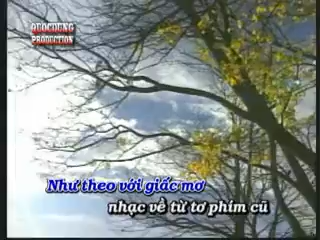 QUOCDUNG
PRODUCTION
Như theo với giấc mơ
nhạc về từ tơ phím cũ